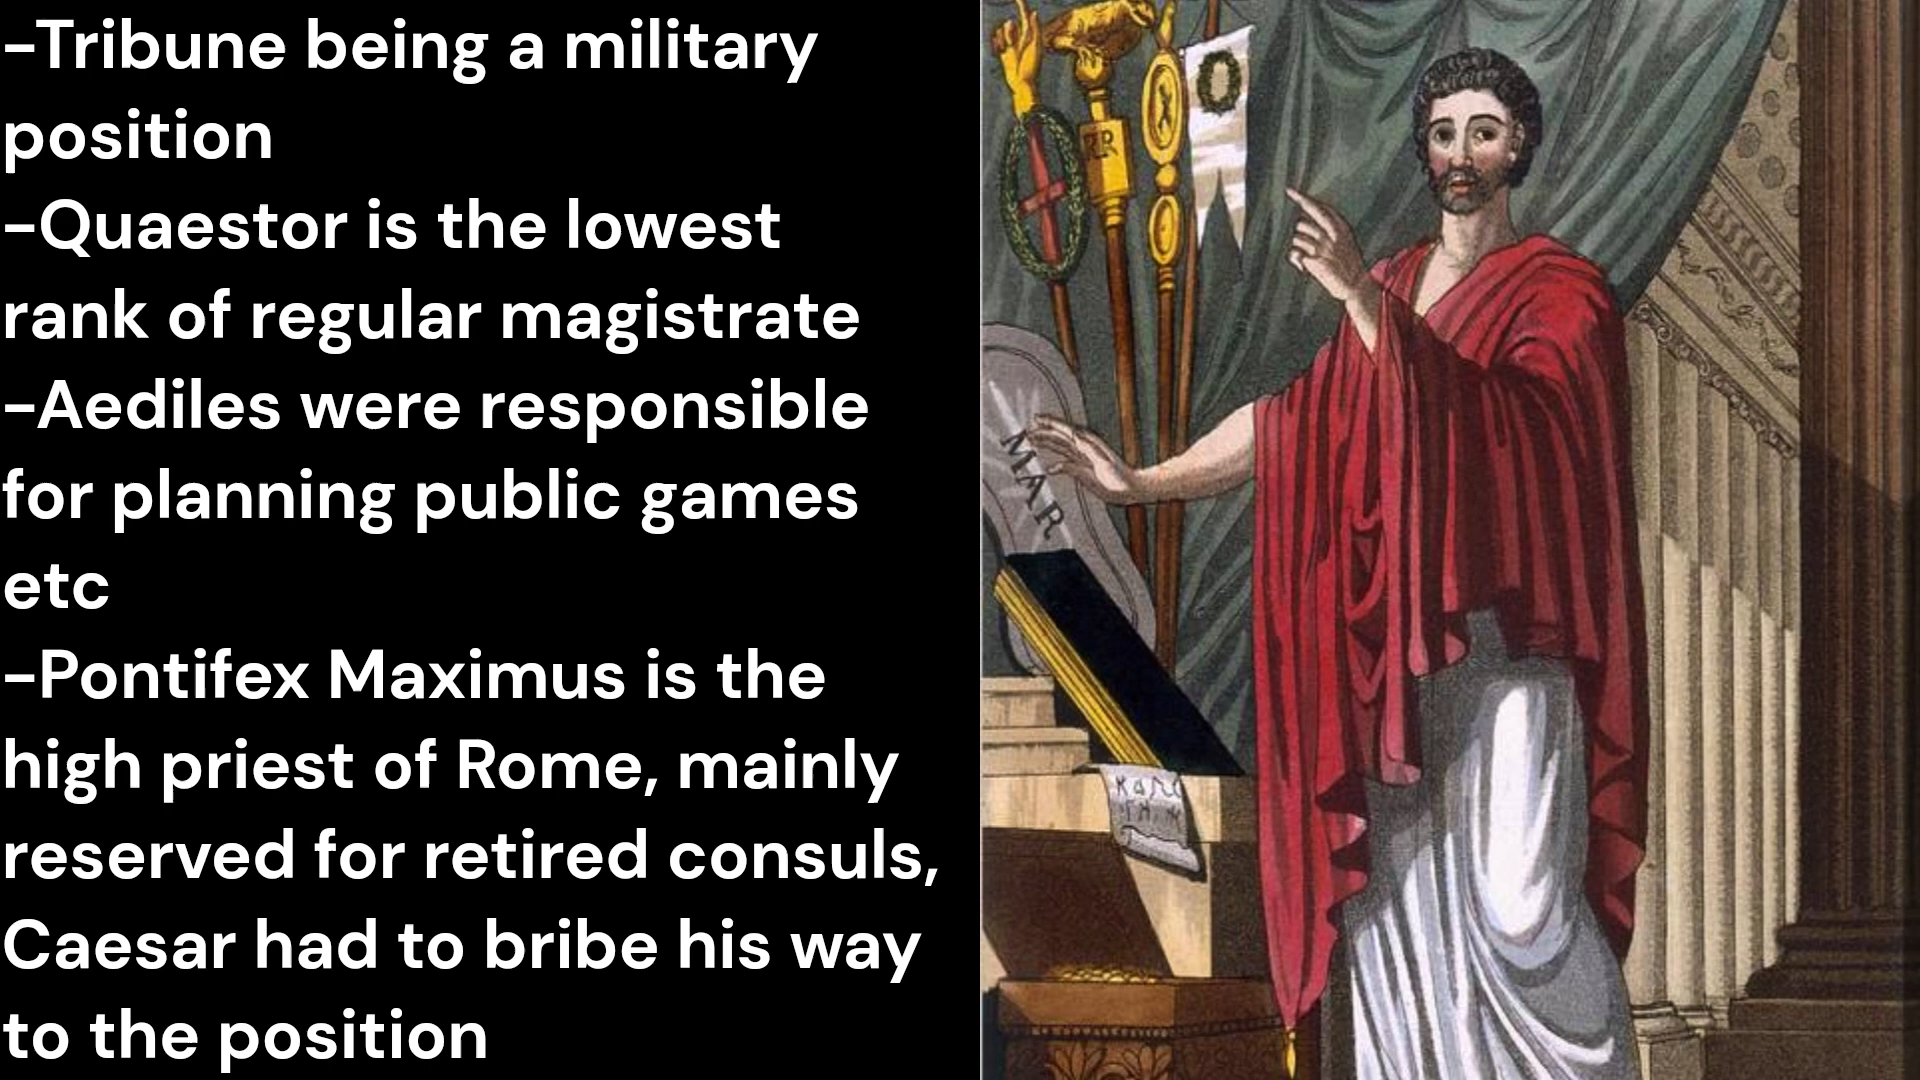 -Tribune being a military
position
-Quaestor is the lowest
rank of regular magistrate
-Aediles were responsible
for planning public games
etc
-Pontifex Maximus is the
high priest of Rome, mainly
reserved for retired consuls,
Caesar had to bribe his way
to the position
MAR